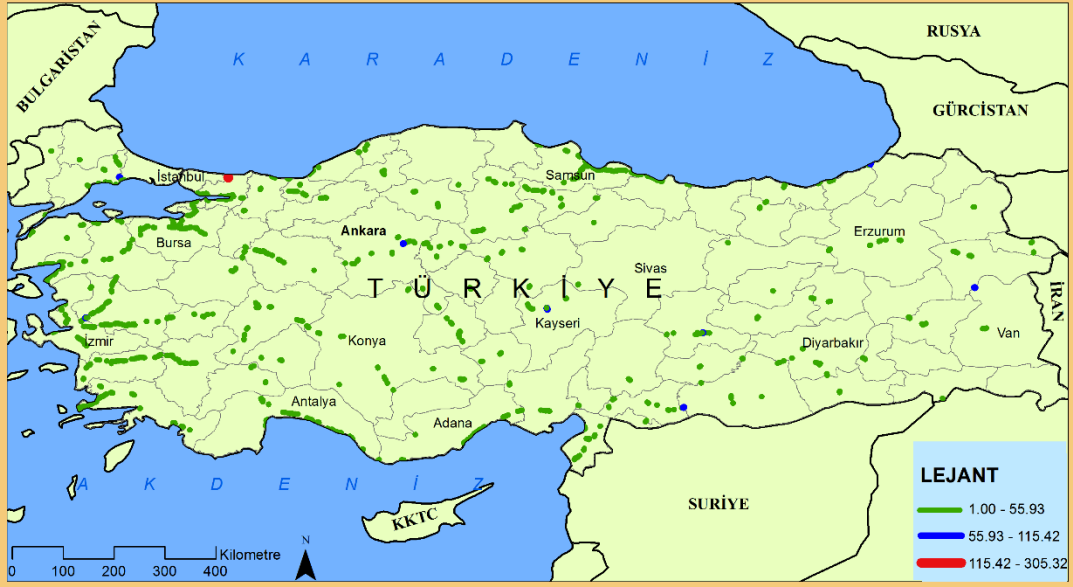 RUSYA
BULGARİSTAN
K A R A D E N İ Z
GÜRCİSTAN
İstanbul
Samsun
Ankara
Erzurum
Bursa
Sivas
T Ü R K İ Y E
İRAN
Kayseri
İzmir
Konya
Diyarbakır
Van
Antalya
Adana
A K D E N İ Z
LEJANT
KKTC
SURİYE
1.00 - 55.93
55.93 - 115.42
115.42 - 305.32
N
Kilometre
0 100 200 300 400